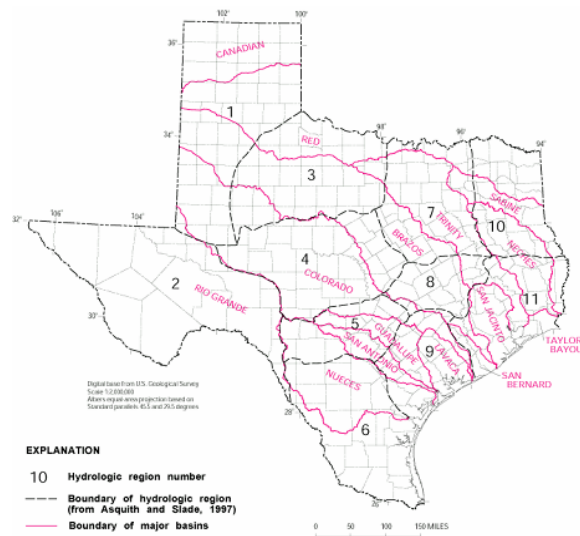 102°
100°
36°
CANADIAN
1
34°
RED
98°
96°
94°
3
SABINE
7
TRINITY
10
32°
106°
104°
BRAZOS
NECHES
4
COLORADO
8
2
RIO GRANDE
SAN JACINTO
11
30°
5
GUADALUPE
SAN ANTONIO
9
LAVACA
TAYLOR
BAYOU
SAN
BERNARD
NUECES
Digital base from U.S. Geological Survey
Scale 1:2,000,000
Albers equal-area projection based on
Standard parallels 45.5 and 29.5 degrees
28°
6
26°
EXPLANATION
10 Hydrologic region number
Boundary of hydrologic region
(from Asquith and Slade, 1997)
Boundary of major basins
0 50 100 150 MILES